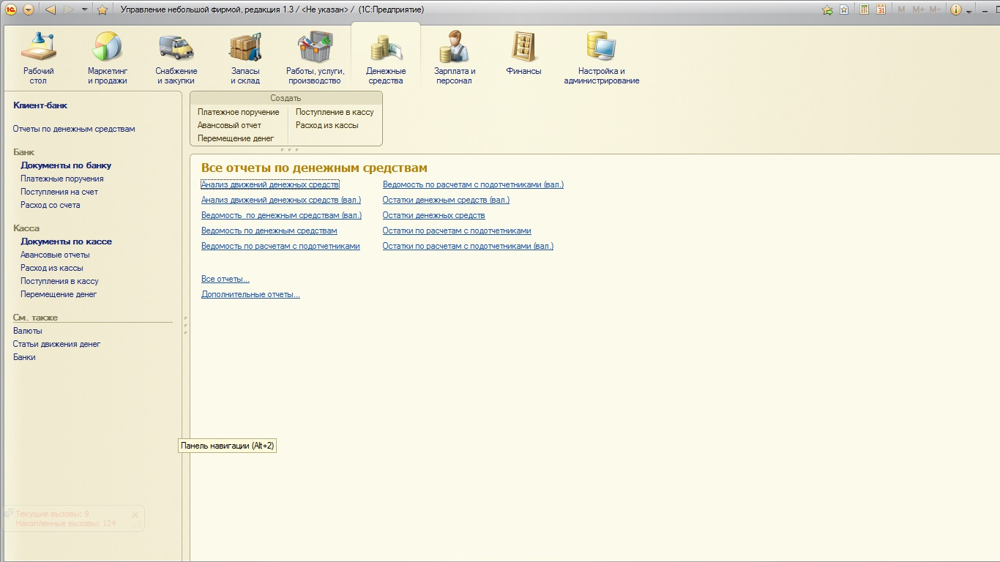 Управление небольшой фирмой, редакция 1.3 / <Не указан> / (1С:Предприятие)
M M+ M-
Рабочий
стол
Маркетинг
и продажи
Снабжение
и закупки
Запасы
и склад
Работы, услуги,
производство
Денежные
средства
Зарплата и
персонал
Финансы
Настройка и
администрирование
Клиент-банк
Отчеты по денежным средствам
Банк
Документы по банку
Платежные поручения
Поступления на счет
Расход со счета
Касса
Документы по кассе
Авансовые отчеты
Расход из кассы
Поступления в кассу
Перемещение денег
См. также
Валюты
Статьи движения денег
Банки
Создать
Платежное поручение
Авансовый отчет
Перемещение денег
Поступление в кассу
Расход из кассы
Все отчеты по денежным средствам
Анализ движений денежных средств
Анализ движений денежных средств (вал.)
Ведомость  по денежным средствам (вал.)
Ведомость по денежным средствам
Ведомость по расчетам с подотчетниками
Ведомость по расчетам с подотчетниками (вал.)
Остатки денежным средств (вал.)
Остатки денежных средств
Остатки по расчетам с подотчетниками
Остатки по расчетам с подотчетниками (вал.)
Все отчеты...
Дополнительные отчеты...
Панель навигации (Alt+2)
Текущие вызовы: 9
Накопленные вызовы: 124